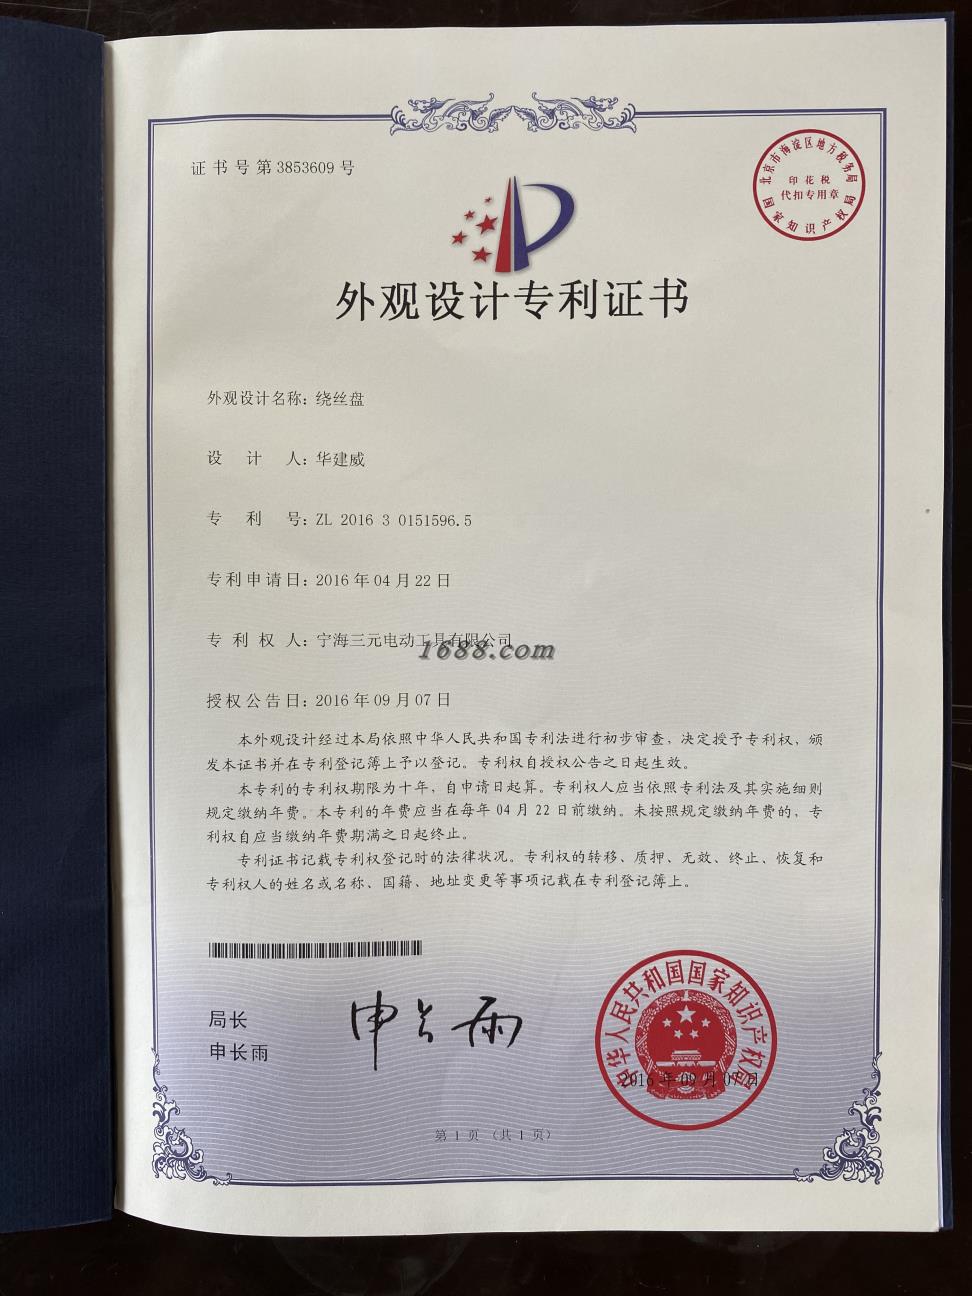 证书号第3853609号
北京市海淀区地方税务局
印花税
代扣专用章
国家知识产权局
外观设计专利证书
外观设计名称：绕丝盘
设计人：华建威
专利号：ZL 2016 3 0151596.5
专利申请日：2016年04月22日
专利权人：宁海三元电动工具有限公司
1688.com
授权公告日：2016年09月07日
本外观设计经过本局依照中华人民共和国专利法进行初步审查，决定授予专利权，颁
发本证书并在专利登记簿上予以登记。专利权自授权公告之日起生效。
本专利的专利权期限为十年，自申请日起算。专利权人应当依照专利法及其实施细则
规定缴纳年费。本专利的年费应当在每年04月22日前缴纳。未按照规定缴纳年费的，专
利权自应当缴纳年费期满之日起终止。
专利证书记载专利权登记时的法律状况。专利权的转移、质押、无效、终止、恢复和
专利权人的姓名或名称、国籍、地址变更等事项记载在专利登记簿上。
局长
申长雨
申长雨
中华人民共和国国家知识产权局
2016年09月07日
第1页（共1页）